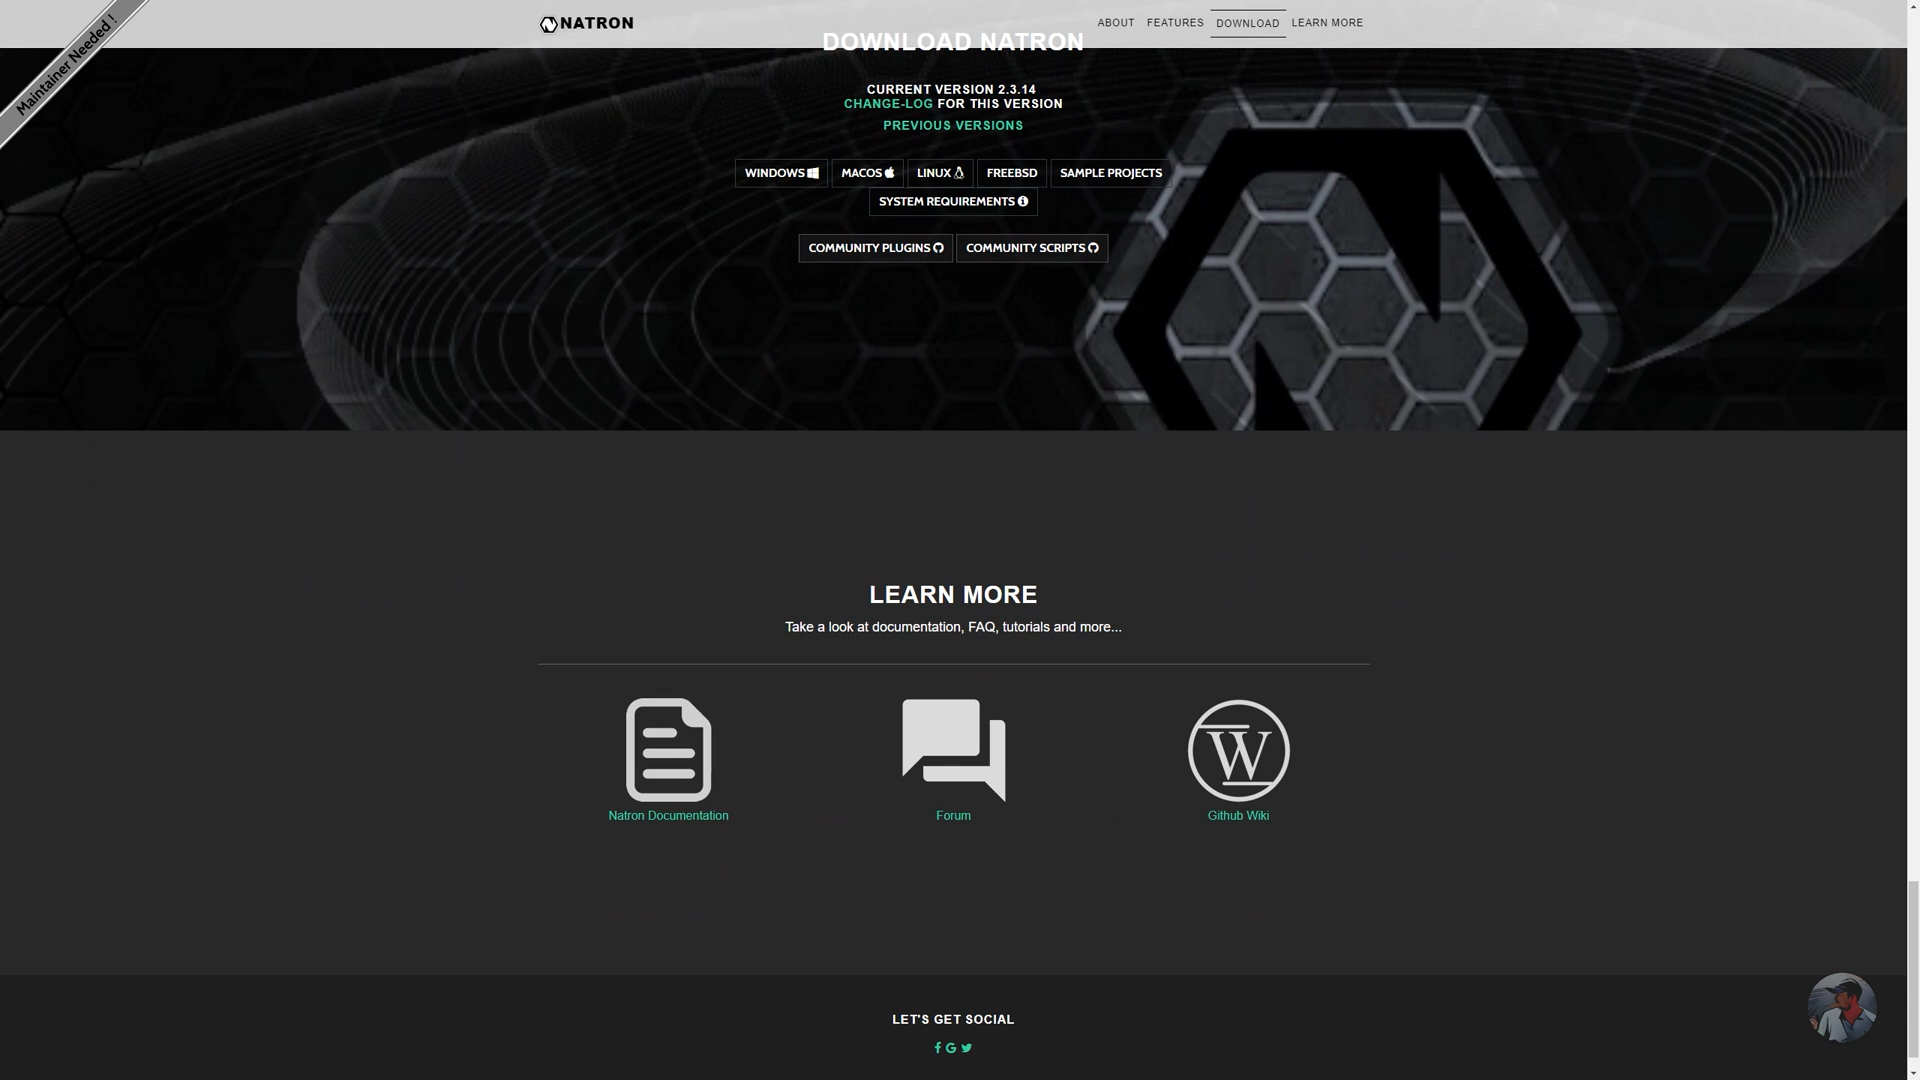 Maintainer Needed !
NATRON
ABOUT FEATURES DOWNLOAD LEARN MORE
DOWNLOAD NATRON
CURRENT VERSION 2.3.14
CHANGE-LOG FOR THIS VERSION
PREVIOUS VERSIONS
WINDOWS MACOS LINUX FREEBSD SAMPLE PROJECTS
SYSTEM REQUIREMENTS
COMMUNITY PLUGINS COMMUNITY SCRIPTS
LEARN MORE
Take a look at documentation, FAQ, tutorials and more...
W
Natron Documentation Forum Github Wiki
LET'S GET SOCIAL